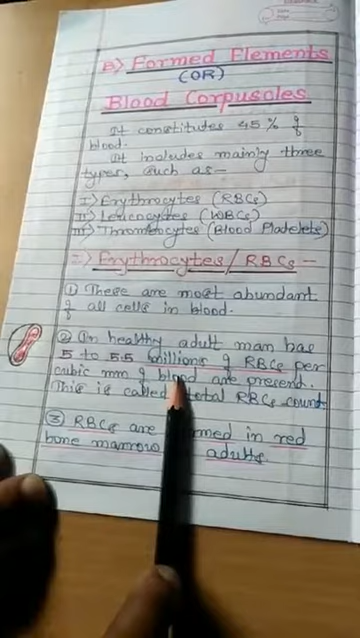 B) Formed Elements
(OR)
Blood Corpuscles
It constitutes 45% of
blood.
It includes mainly three
types, such as—
I) Erythrocytes (RBCs)
II) Leucocytes (WBCs)
III) Thrombocytes (Blood Platelets)
I) Erythrocytes/RBCs—
① These are most abundant
of all cells in blood.
② In healthy adult man has
5 to 5.5 millions of RBCs per
cubic mm of blood are present.
This is called total RBCs count
③ RBCs are in red
bone marrow adults.